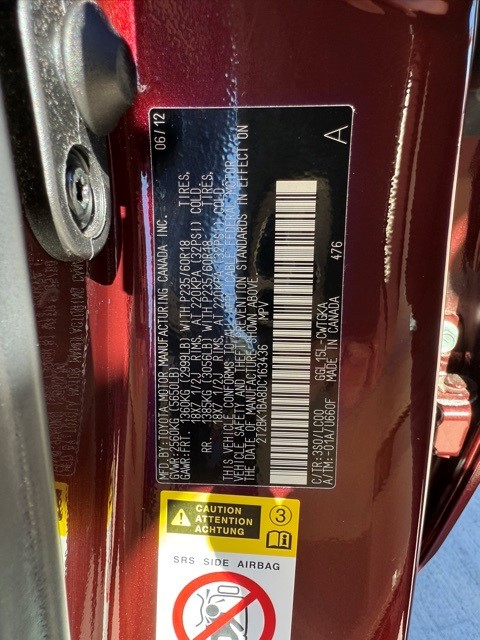 MFD.BY TOYOTA MOTOR MANUFACTURING CANADA INC. 06/12
GVWR:2560KG (5650LB)
GAWR:FRT. 1360KG (2999LB) WITH P235/60R18 TIRES,
18X7 1/2J RIMS, AT 220KPA (32PSI) COLD
RR. 1385KG (3056LB) WITH P235/60R18 TIRES,
18X7 1/2J RIMS, AT 220KPA (32PSI) COLD
THIS VEHICLE CONFORMS TO ALL APPLICABLE FEDERAL MOTOR
VEHICLE SAFETY AND THEFT PREVENTION STANDARDS IN EFFECT ON
THE DATE OF MANUFACTURE SHOWN ABOVE.
2T2BK1BA8DC163436 MPV
A
C/TR:3S0/LC00 GGL15L-CWTGKA 476
A/TM:-01A/U660F MADE IN CANADA
CAUTION
ATTENTION
ACHTUNG
3
i
SRS SIDE AIRBAG